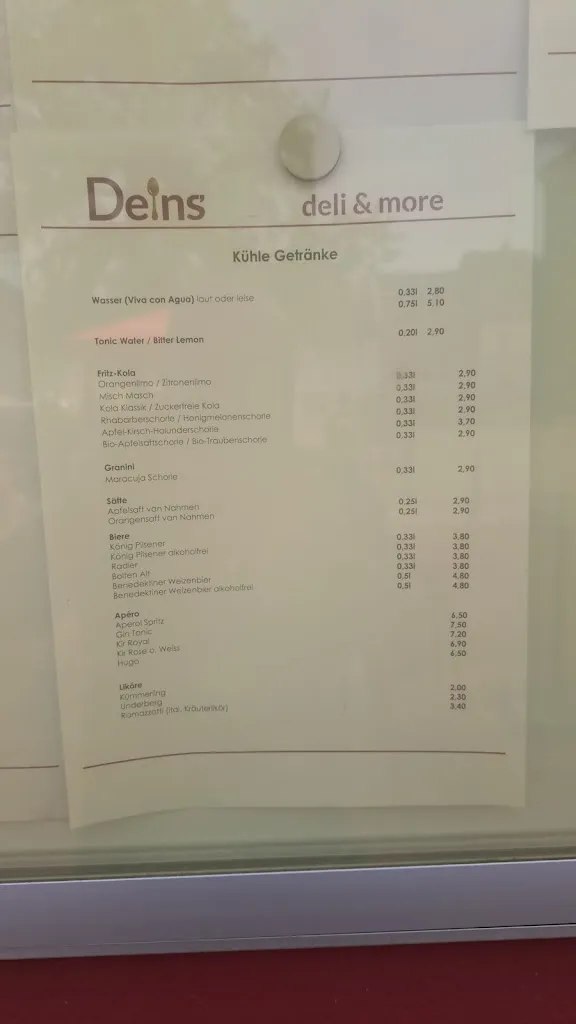 Deins deli & more
Kühle Getränke
Wasser (Viva con Agua) laut oder leise 0,33l 2,80
0,75l 5,10
Tonic Water / Bitter Lemon 0,20l 2,90
Fritz-Kola
Orangenlimo / Zitronenlimo 0,33l 2,90
Misch Masch 0,33l 2,90
Kola Klassik / Zuckerfreie Kola 0,33l 2,90
Rhabarberschorle / Honigmelonenschorle 0,33l 2,90
Apfel-Kirsch-Holunderschorle 0,33l 3,70
Bio-Apfelsaftschorle / Bio-Traubenschorle 0,33l 2,90
Granini
Maracuja Schorle 0,33l 2,90
Säfte
Apfelsaft van Nahmen 0,25l 2,90
Orangensaft van Nahmen 0,25l 2,90
Biere
König Pilsener 0,33l 3,80
König Pilsener alkoholfrei 0,33l 3,80
Radler 0,33l 3,80
Bolten Alt 0,33l 3,80
Benediktiner Weizenbier 0,5l 4,80
Benediktiner Weizenbier alkoholfrei 0,5l 4,80
Apéro
Aperol Spritz 6,50
Gin Tonic 7,50
Kir Royal 7,20
Kir Rosé o. Weiss 6,90
Hugo 6,50
Liköre
Kümmerling 2,00
Underberg 2,30
Ramazzotti (itas. Kräuterlikör) 3,40